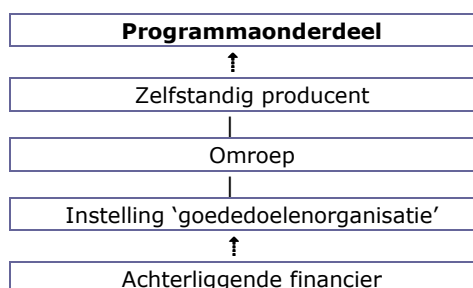 Programmaonderdeel
Zelfstandig producent
Omroep
Instelling ‘goededoelenorganisatie’
Achterliggende financier